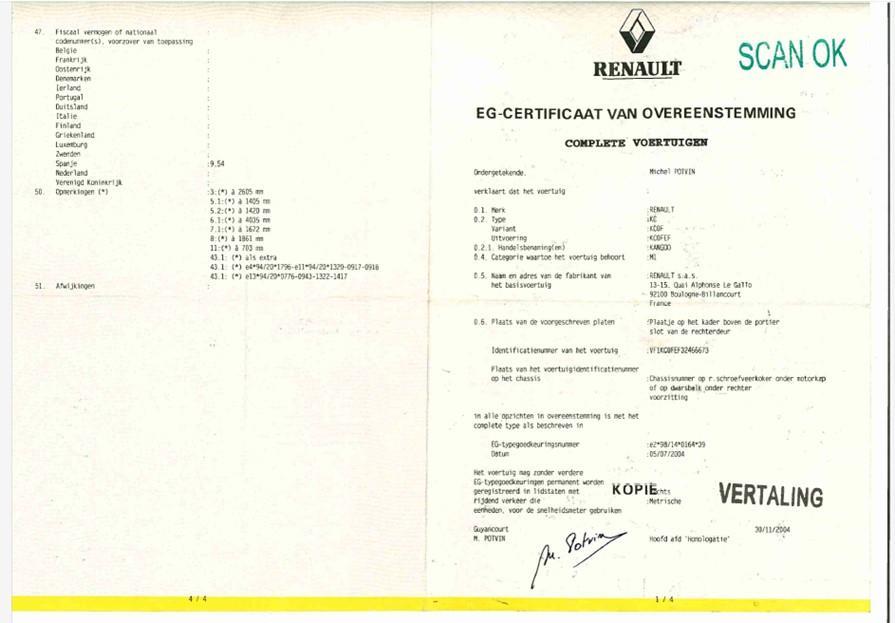 47. Fiscaal vermogen of nationaal :
codenummer(s), voorzover van toepassing
Belgie :
Frankrijk :
Oostenrijk :
Denemarken :
Ierland :
Portugal :
Duitsland :
Italie :
Finland :
Griekenland :
Luxemburg :
Zweeden :
Spanje :9.54
Nederland :
Verenigd Koninkrijk :
50. Opmerkingen (*) :3:(*) à 2605 mm
5.1:(*) à 1405 mm
5.2:(*) à 1420 mm
6.1:(*) à 4035 mm
7.1:(*) à 1672 mm
8:(*) à 1861 mm
11:(*) à 703 mm
43.1: (*) als extra
43.1: (*) e4*94/20*1796-e11*94/20*1329-0917-0918
43.1: (*) e13*94/20*0776-0943-1322-1417
51. Afwijkingen :
4 / 4
RENAULT
SCAN OK
EG-CERTIFICAAT VAN OVEREENSTEMMING
COMPLETE VOERTUIGEN
Ondergetekende, Michel POTVIN
verklaart dat het voertuig :
0.1. Merk :RENAULT
0.2. Type :KC
Variant :KC0F
Uitvoering :KC0FEF
0.2.1. Handelsbenaming(en) :KANGOO
0.4. Categorie waartoe het voertuig behoort :M1
0.5. Naam en adres van de fabrikant van :RENAULT s.a.s.
het basisvoertuig 13-15, Quai Alphonse Le Gallo
92100 Boulogne-Billancourt
France
0.6. Plaats van de voorgeschreven platen :Plaatje op het kader boven de portier
slot van de rechterdeur
Identificatienummer van het voertuig :VF1KC0FEF32466673
Plaats van het voertuigidentificatienummer
op het chassis :Chassisnummer op r.schroefveerkoker onder motorkap
of op dwarsbalk onder rechter
voorzitting
in alle opzichten in overeenstemming is met het
complete type als beschreven in
EG-typegoedkeuringsnummer :e2*98/14*0164*39
Datum :05/07/2004
Het voertuig mag zonder verdere
EG-typegoedkeuringen permanent worden
geregistreerd in lidstaten met KOPIE chts
rijdend verkeer die :Metrische
eenheden, voor de snelheidsmeter gebruiken
VERTALING
Guyancourt 30/11/2004
M. POTVIN M. Potvin Hoofd afd 'Homologatie'
1 / 4